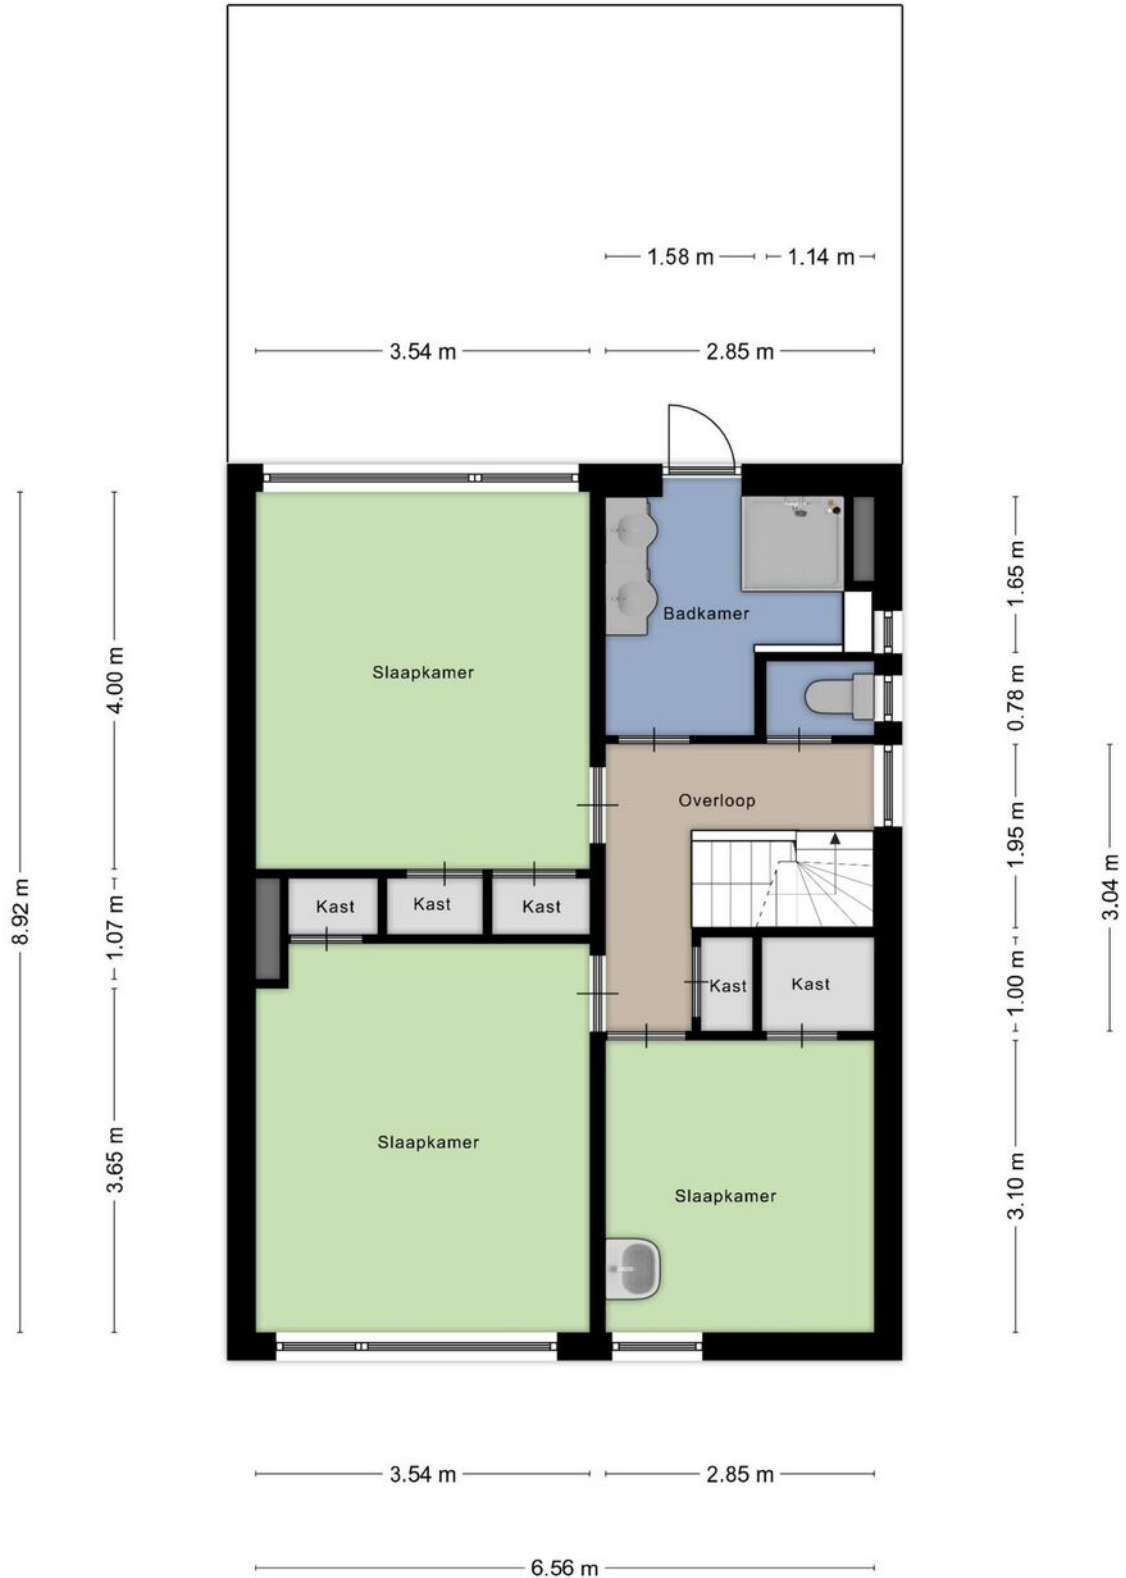 1.58 m
1.14 m
3.54 m
2.85 m
1.65 m
Badkamer
4.00 m
Slaapkamer
0.78 m
Overloop
1.95 m
3.04 m
8.92 m
1.07 m
Kast
Kast
Kast
Kast
Kast
1.00 m
3.65 m
Slaapkamer
3.10 m
Slaapkamer
3.54 m
2.85 m
6.56 m